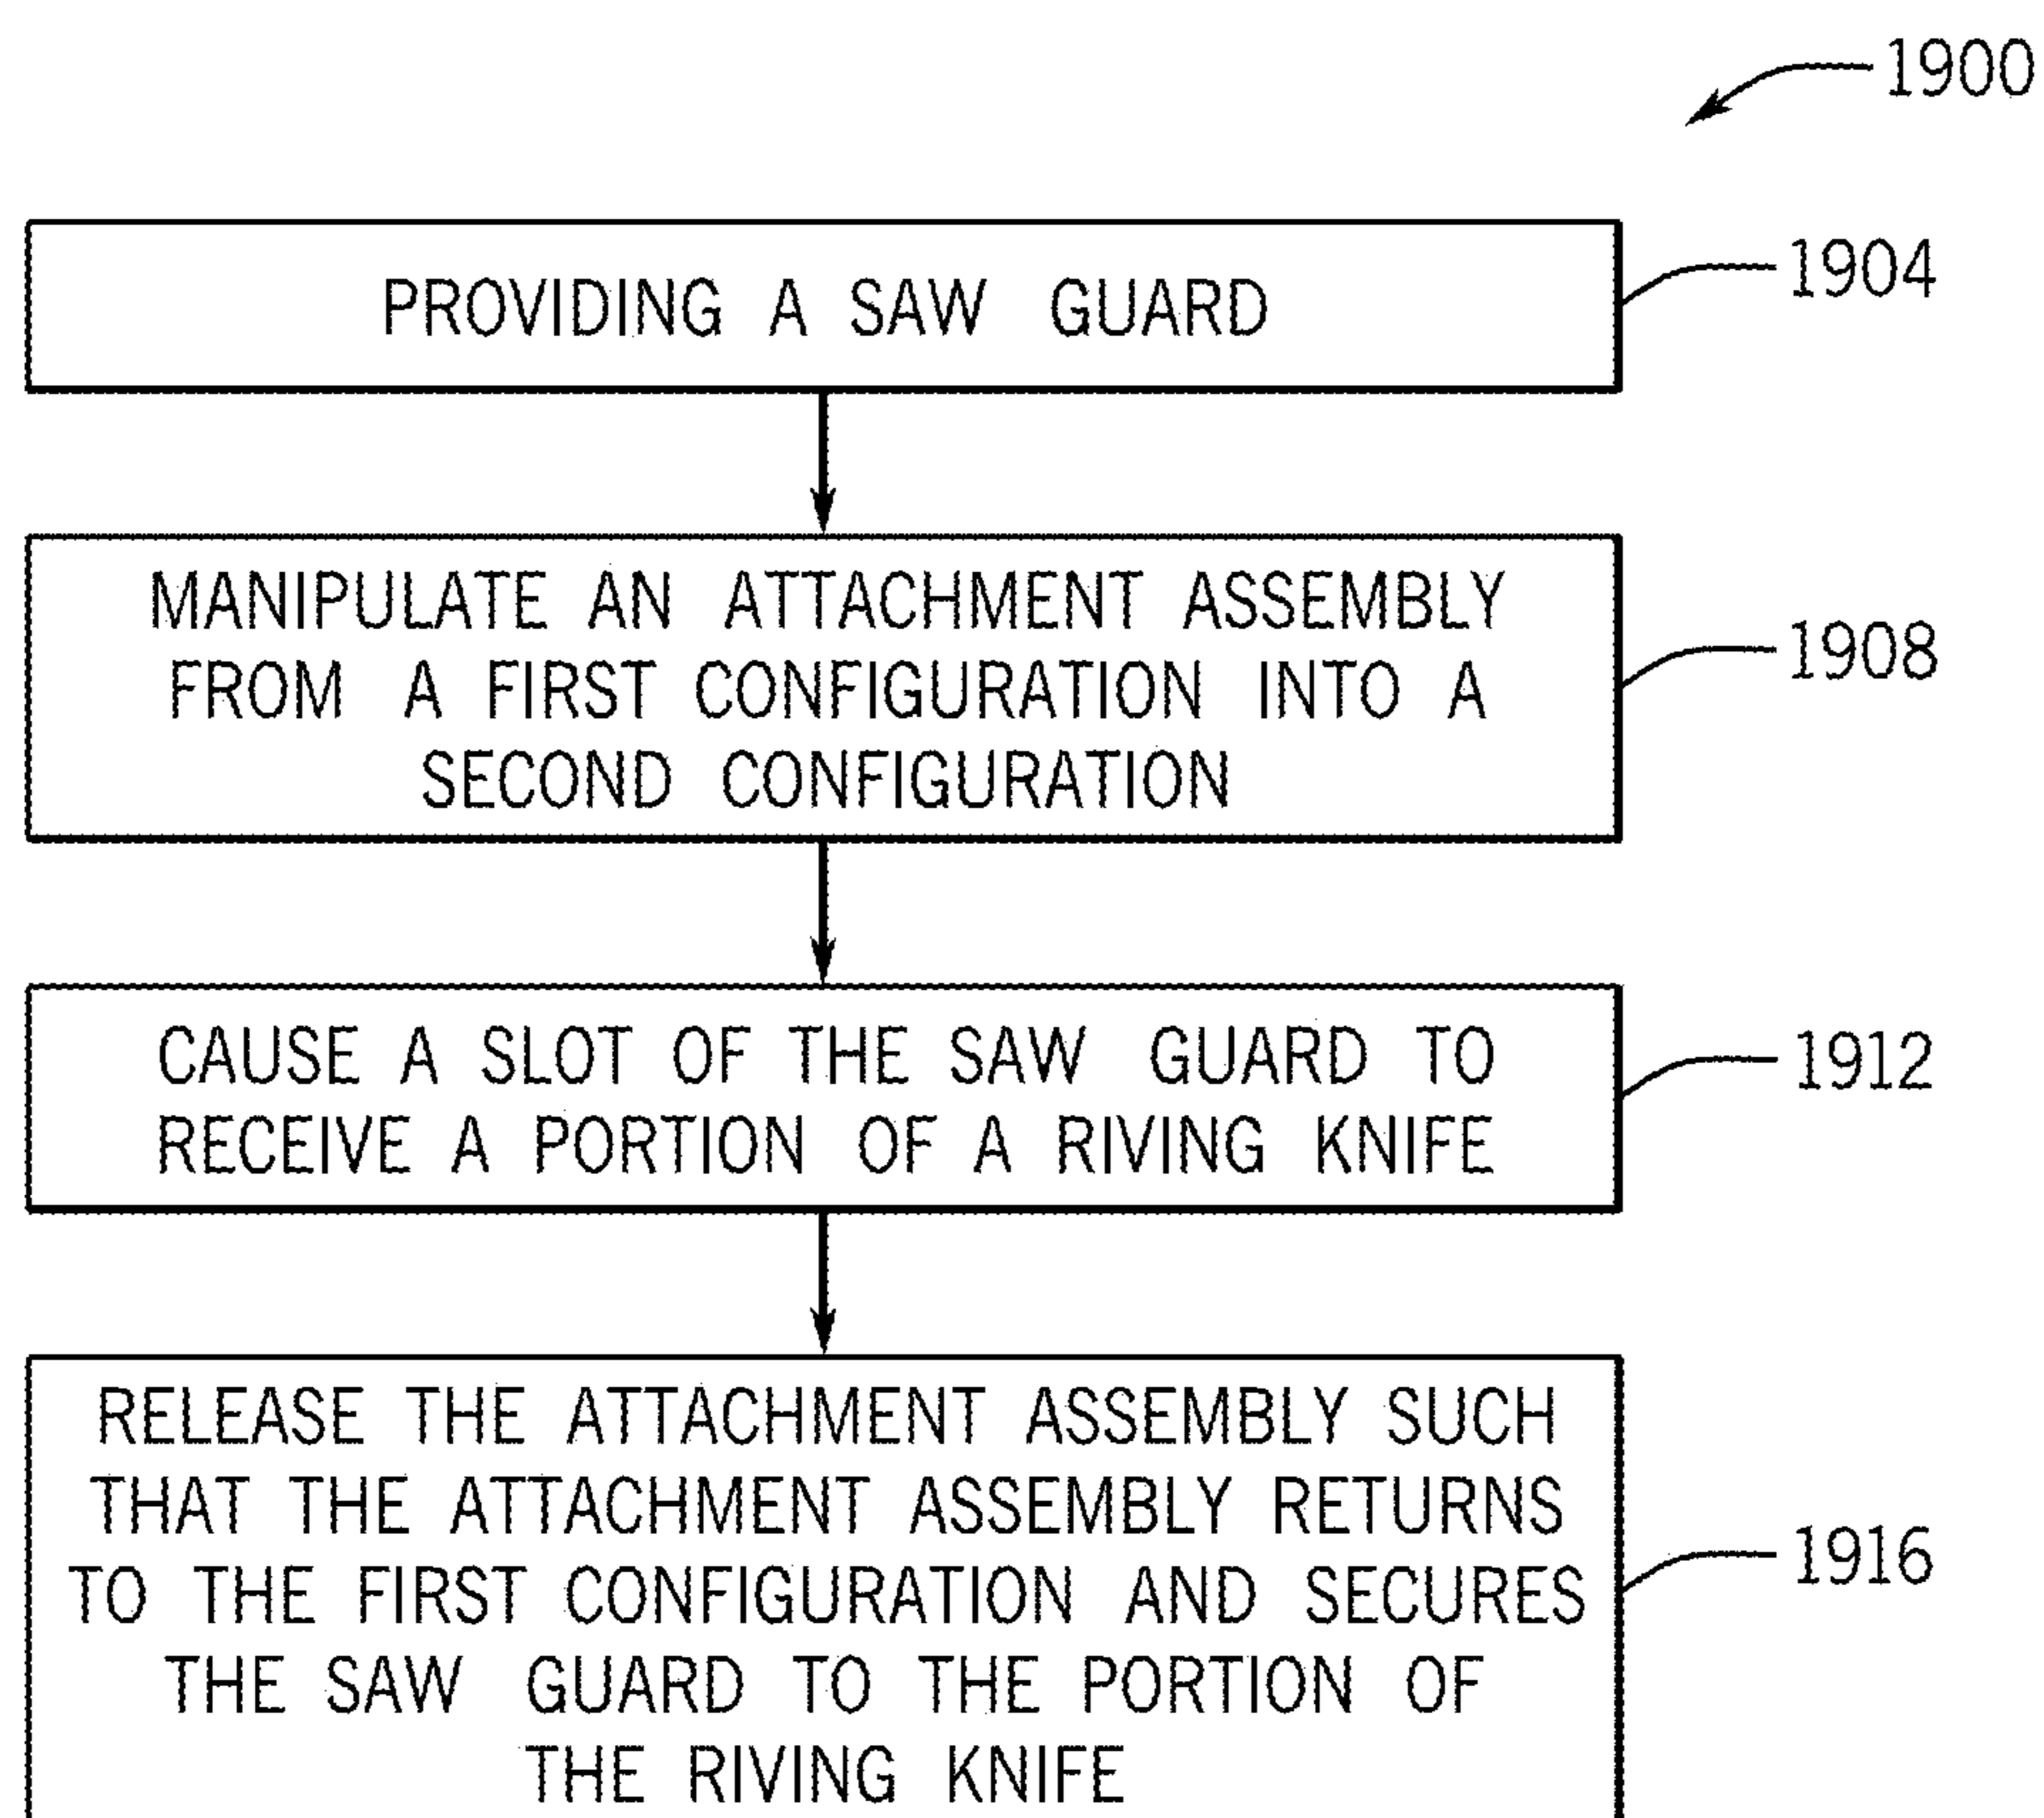 1900
PROVIDING A SAW GUARD
1904
MANIPULATE AN ATTACHMENT ASSEMBLY
FROM A FIRST CONFIGURATION INTO A
SECOND CONFIGURATION
1908
CAUSE A SLOT OF THE SAW GUARD TO
RECEIVE A PORTION OF A RIVING KNIFE
1912
RELEASE THE ATTACHMENT ASSEMBLY SUCH
THAT THE ATTACHMENT ASSEMBLY RETURNS
TO THE FIRST CONFIGURATION AND SECURES
THE SAW GUARD TO THE PORTION OF
THE RIVING KNIFE
1916